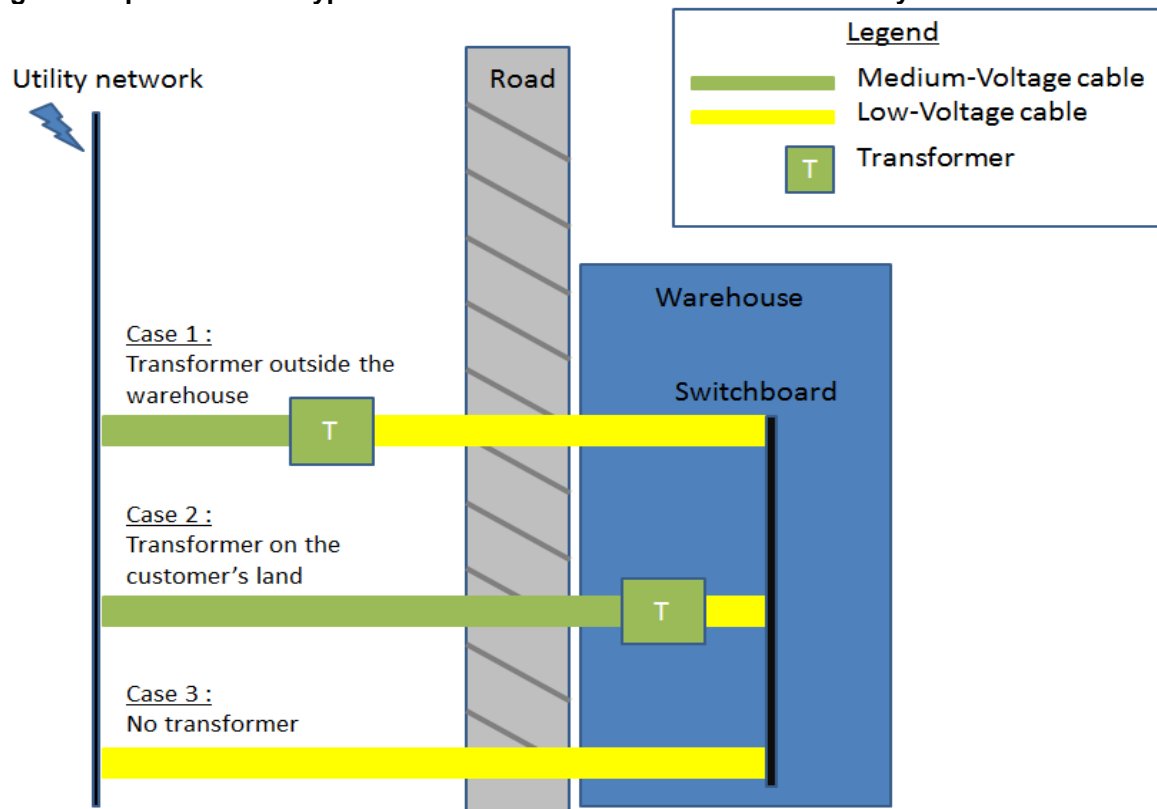 Legend
Medium-Voltage cable
Low-Voltage cable
T Transformer
Utility network
Road
Warehouse
Switchboard
Case 1 :
Transformer outside the
warehouse
T
Case 2 :
Transformer on the
customer's land
T
Case 3 :
No transformer